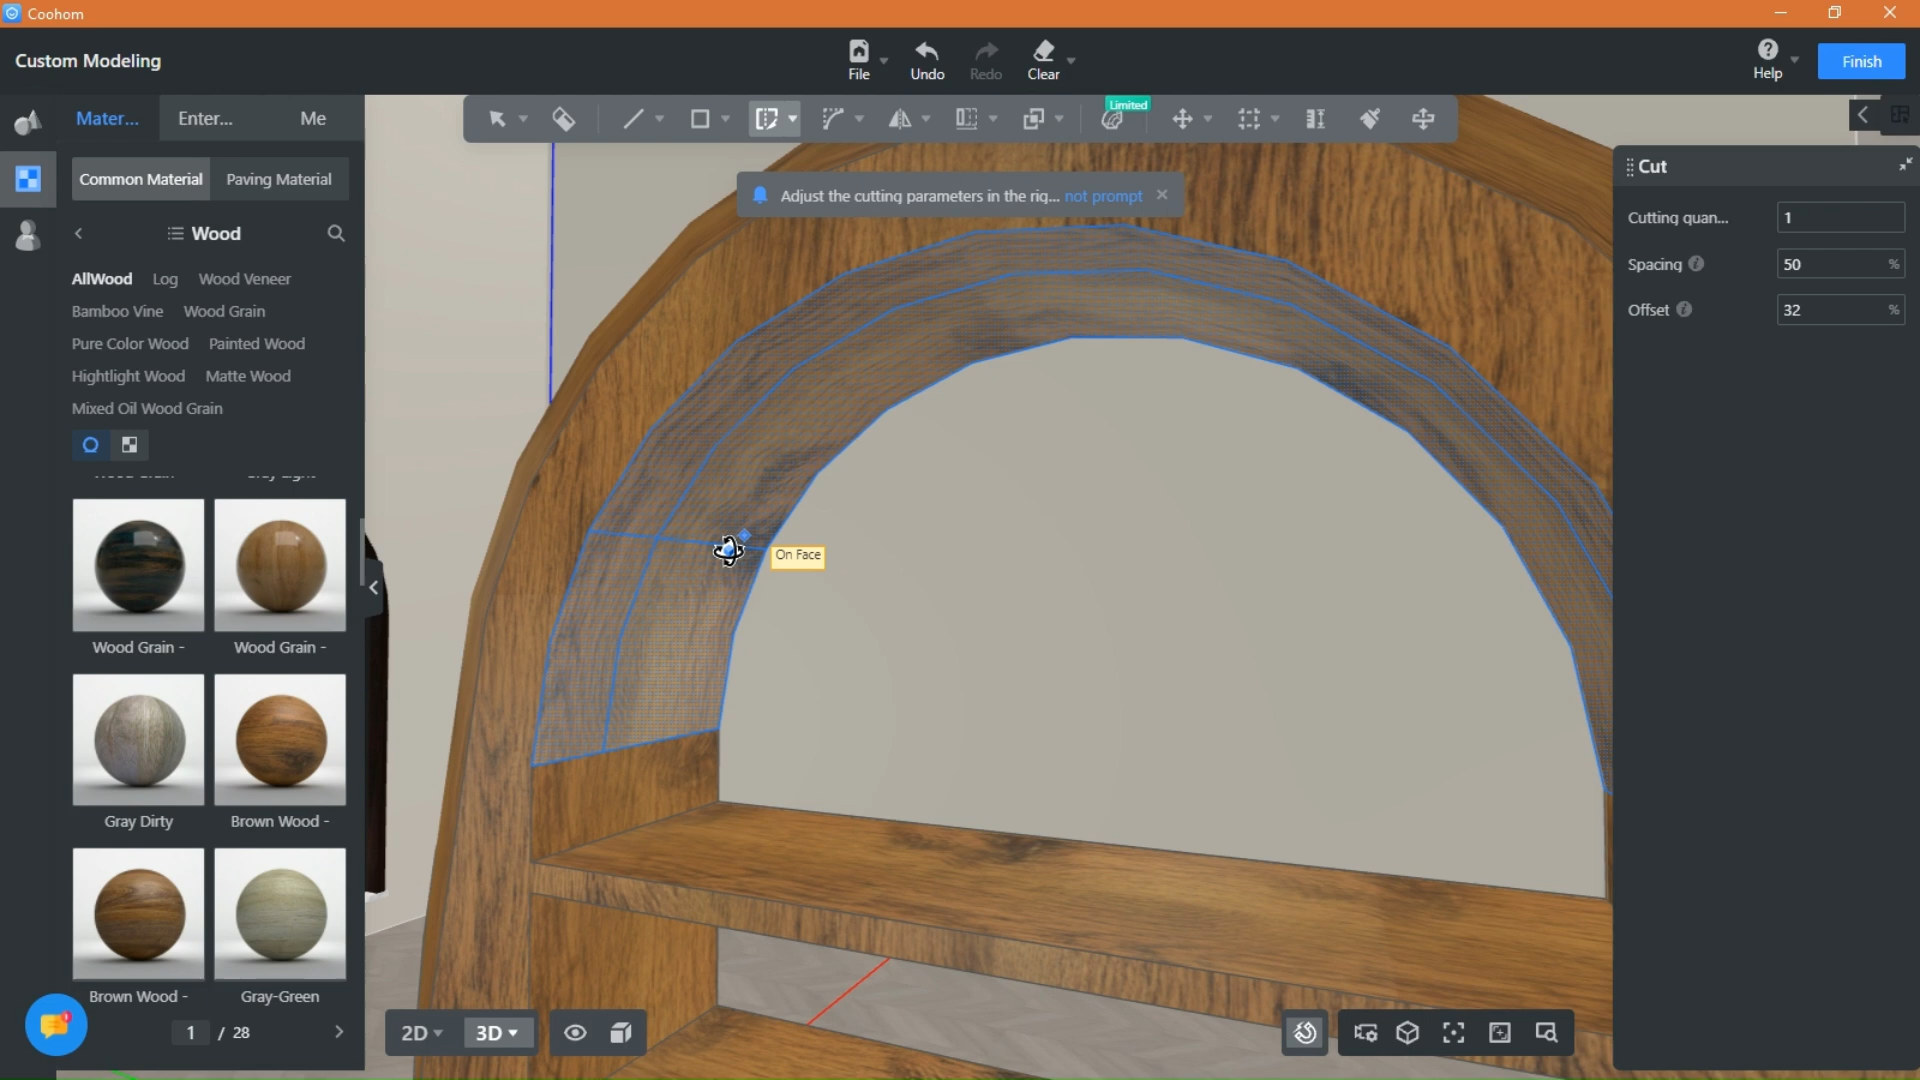 Coohom
Custom Modeling
File
Undo
Redo
Clear
Help
Finish
Mater...
Enter...
Me
Limited
Common Material
Paving Material
Adjust the cutting parameters in the rig... not prompt
Cut
Cutting quan...
1
Spacing
50
%
Offset
32
%
Wood
AllWood
Log
Wood Veneer
Bamboo Vine
Wood Grain
Pure Color Wood
Painted Wood
Hightlight Wood
Matte Wood
Mixed Oil Wood Grain
On Face
Wood Grain -
Wood Grain -
Gray Dirty
Brown Wood -
Brown Wood -
Gray-Green
1 / 28
2D
3D